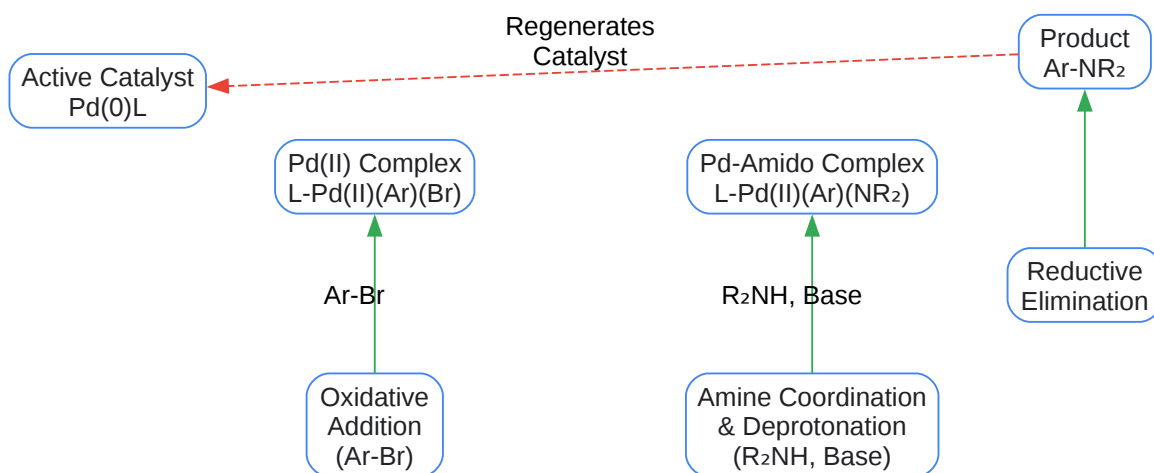 Regenerates
Catalyst
Product
Ar-NR₂
Active Catalyst
Pd(0)L
Pd(II) Complex
L-Pd(II)(Ar)(Br)
Pd-Amido Complex
L-Pd(II)(Ar)(NR₂)
Reductive
Elimination
Ar-Br
R₂NH, Base
Oxidative
Addition
(Ar-Br)
Amine Coordination
& Deprotonation
(R₂NH, Base)